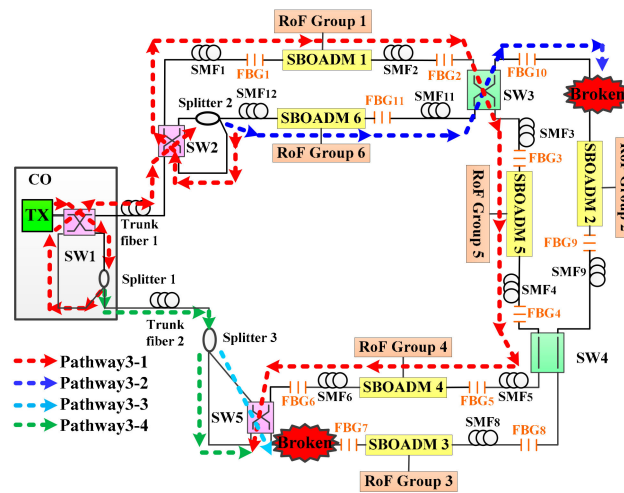 RoF Group 1
SMF1
FBG1
SBOADM 1
SMF2
FBG2
FBG10
SMF12
Splitter 2
FBG11
SMF11
SW3
Broken
SBOADM 6
SW2
RoF Group 6
SMF3
FBG3
CO
TX
SW1
Trunk
fiber 1
Splitter 1
RoF Group 5
SBOADM 5
SBOADM 2
FBG9
SMF9
SMF4
FBG4
Trunk
fiber 2
Splitter 3
RoF Group 4
SW4
Pathway3-1
Pathway3-2
Pathway3-3
Pathway3-4
FBG6
SMF6
SBOADM 4
FBG5
SMF5
SW5
Broken
FBG7
SBOADM 3
SMF8
FBG8
RoF Group 3